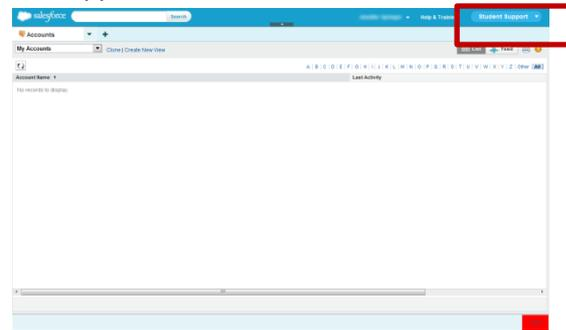 salesforce Search Help & Training Student Support
Accounts
My Accounts Clone | Create New View List Feed
A | B | C | D | E | F | G | H | I | J | K | L | M | N | O | P | Q | R | S | T | U | V | W | X | Y | Z | Other | All
Account Name Last Activity
No records to display.